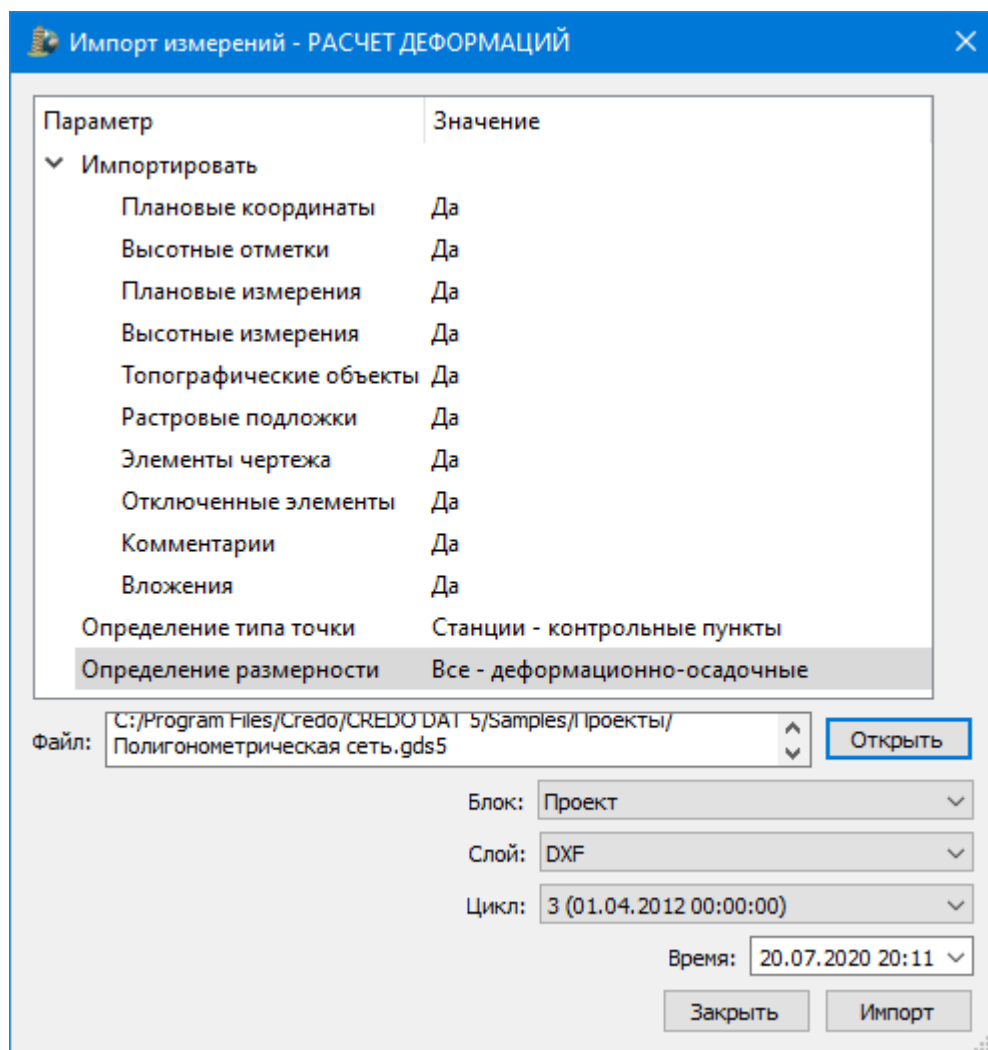 Импорт измерений - РАСЧЕТ ДЕФОРМАЦИЙ
Параметр Значение
Импортировать
Плановые координаты Да
Высотные отметки Да
Плановые измерения Да
Высотные измерения Да
Топографические объекты Да
Растровые подложки Да
Элементы чертежа Да
Отключенные элементы Да
Комментарии Да
Вложения Да
Определение типа точки Станции - контрольные пункты
Определение размерности Все - деформационно-осадочные
C:/Program Files/Credo/CREDO DAT 5/Samples/Проекты/
Файл: Полигонометрическая сеть.gds5 Открыть
Блок: Проект
Слой: DXF
Цикл: 3 (01.04.2012 00:00:00)
Время: 20.07.2020 20:11
Закрыть Импорт